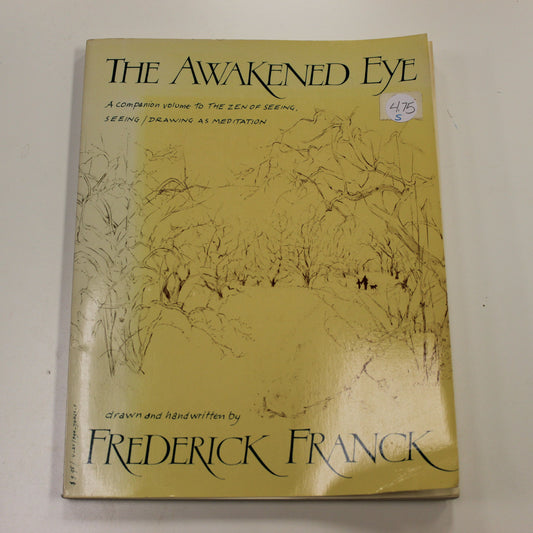 THE AWAKENED EYE
A companion volume to THE ZEN OF SEEING,
SEEING/DRAWING AS MEDITATION
4.75
S
drawn and handwritten by
FREDERICK FRANCK